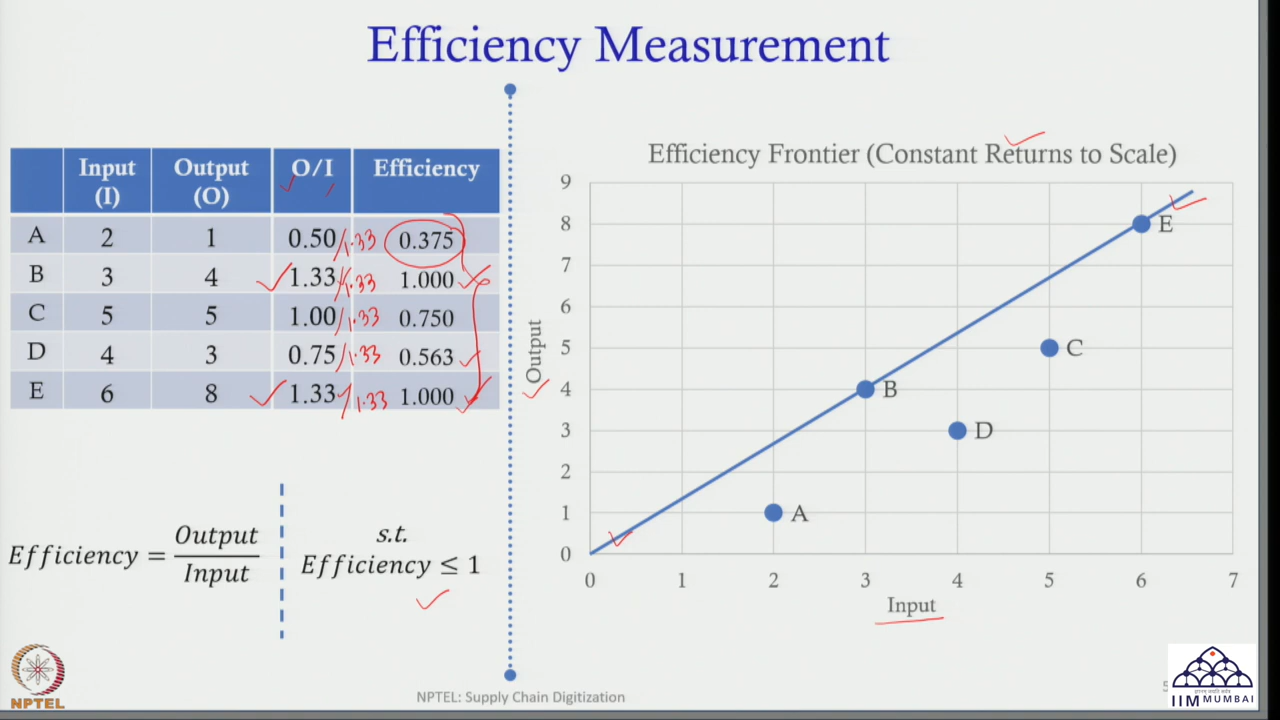 Efficiency Measurement
Input (I) Output (O) O/I Efficiency
A 2 1 0.50 /1.33 0.375
B 3 4 1.33 /1.33 1.000
C 5 5 1.00 /1.33 0.750
D 4 3 0.75 /1.33 0.563
E 6 8 1.33 /1.33 1.000
Efficiency = Output / Input
s.t.
Efficiency ≤ 1
Efficiency Frontier (Constant Returns to Scale)
9
8
7
6
5
4
3
2
1
0
Output
E
C
B
D
A
0 1 2 3 4 5 6 7
Input
NPTEL
NPTEL: Supply Chain Digitization
IIM MUMBAI